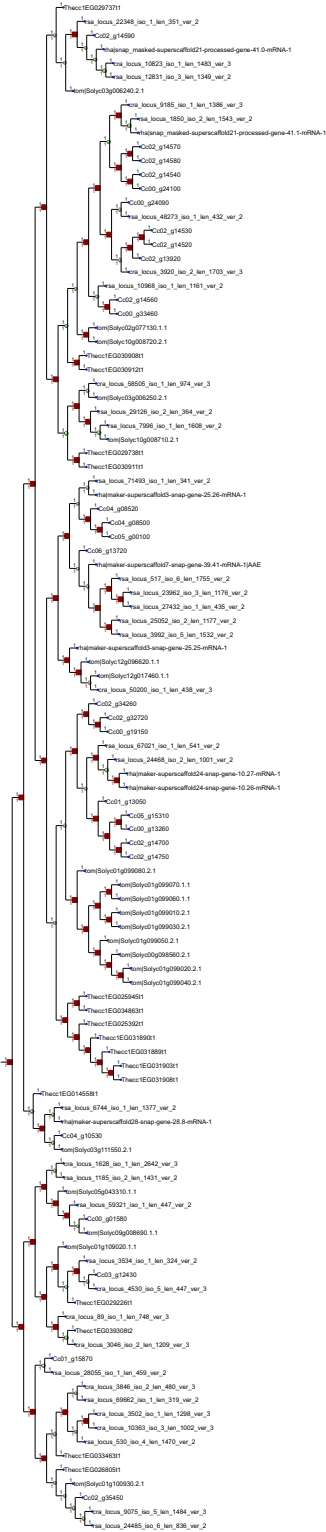 Thecc1EG029737t1
rsa_locus_22348_iso_1_len_351_ver_2
Cc02_g14590
rha|snap_masked-superscaffold21-processed-gene-41.0-mRNA-1
cra_locus_10823_iso_1_len_1483_ver_3
rsa_locus_12831_iso_3_len_1349_ver_2
tom|Solyc03g006240.2.1
cra_locus_9185_iso_1_len_1386_ver_3
rsa_locus_1850_iso_2_len_1543_ver_2
rha|snap_masked-superscaffold21-processed-gene-41.1-mRNA-1
Cc02_g14570
Cc02_g14580
Cc02_g14540
Cc00_g24100
Cc00_g24090
rsa_locus_48273_iso_1_len_432_ver_2
Cc02_g14530
Cc02_g14520
Cc02_g13920
cra_locus_3920_iso_2_len_1703_ver_3
rsa_locus_10968_iso_1_len_1161_ver_2
Cc02_g14560
Cc00_g33460
tom|Solyc02g077130.1.1
tom|Solyc10g008720.2.1
Thecc1EG030908t1
Thecc1EG030912t1
cra_locus_58505_iso_1_len_974_ver_3
tom|Solyc03g006250.2.1
rsa_locus_29126_iso_2_len_364_ver_2
rsa_locus_7996_iso_1_len_1608_ver_2
tom|Solyc10g008710.2.1
Thecc1EG029738t1
Thecc1EG030911t1
rsa_locus_71493_iso_1_len_341_ver_2
rha|maker-superscaffold3-snap-gene-25.26-mRNA-1
Cc04_g08520
Cc04_g08500
Cc05_g00100
Cc06_g13720
rha|maker-superscaffold7-snap-gene-39.41-mRNA-1|AAE
rsa_locus_517_iso_6_len_1755_ver_2
rsa_locus_23962_iso_3_len_1176_ver_2
rsa_locus_27432_iso_1_len_435_ver_2
rsa_locus_25052_iso_2_len_1177_ver_2
rsa_locus_3992_iso_5_len_1532_ver_2
rha|maker-superscaffold3-snap-gene-25.25-mRNA-1
tom|Solyc12g096620.1.1
tom|Solyc12g017460.1.1
cra_locus_50200_iso_1_len_438_ver_3
Cc02_g34260
Cc02_g32720
Cc00_g19150
rsa_locus_67021_iso_1_len_541_ver_2
rsa_locus_24468_iso_2_len_1001_ver_2
rha|maker-superscaffold24-snap-gene-10.27-mRNA-1
rha|maker-superscaffold24-snap-gene-10.26-mRNA-1
Cc01_g13050
Cc05_g15310
Cc00_g13260
Cc02_g14700
Cc02_g14750
tom|Solyc01g099080.2.1
tom|Solyc01g099070.1.1
tom|Solyc01g099060.1.1
tom|Solyc01g099010.2.1
tom|Solyc01g099030.2.1
tom|Solyc01g099050.2.1
tom|Solyc00g098560.2.1
tom|Solyc01g099020.2.1
tom|Solyc01g099040.2.1
Thecc1EG025945t1
Thecc1EG034863t1
Thecc1EG025392t1
Thecc1EG031890t1
Thecc1EG031889t1
Thecc1EG031903t1
Thecc1EG031908t1
Thecc1EG014558t1
rsa_locus_6744_iso_1_len_1377_ver_2
rha|maker-superscaffold28-snap-gene-28.8-mRNA-1
Cc04_g10530
tom|Solyc03g111550.2.1
cra_locus_1628_iso_1_len_2642_ver_3
rsa_locus_1185_iso_2_len_1431_ver_2
tom|Solyc05g043310.1.1
rsa_locus_59321_iso_1_len_447_ver_2
Cc00_g01580
tom|Solyc09g008690.1.1
tom|Solyc01g109020.1.1
rsa_locus_3534_iso_1_len_324_ver_2
Cc03_g12430
cra_locus_4530_iso_5_len_447_ver_3
Thecc1EG029226t1
cra_locus_89_iso_1_len_748_ver_3
Thecc1EG039308t2
cra_locus_3046_iso_2_len_1209_ver_3
Cc01_g15870
rsa_locus_28055_iso_1_len_459_ver_2
cra_locus_3846_iso_2_len_480_ver_3
rsa_locus_69662_iso_1_len_319_ver_2
cra_locus_3502_iso_1_len_1298_ver_3
cra_locus_10363_iso_3_len_1002_ver_3
rsa_locus_530_iso_4_len_1470_ver_2
Thecc1EG033463t1
Thecc1EG026805t1
tom|Solyc01g100930.2.1
Cc02_g35450
cra_locus_9075_iso_5_len_1484_ver_3
rsa_locus_24485_iso_6_len_836_ver_2